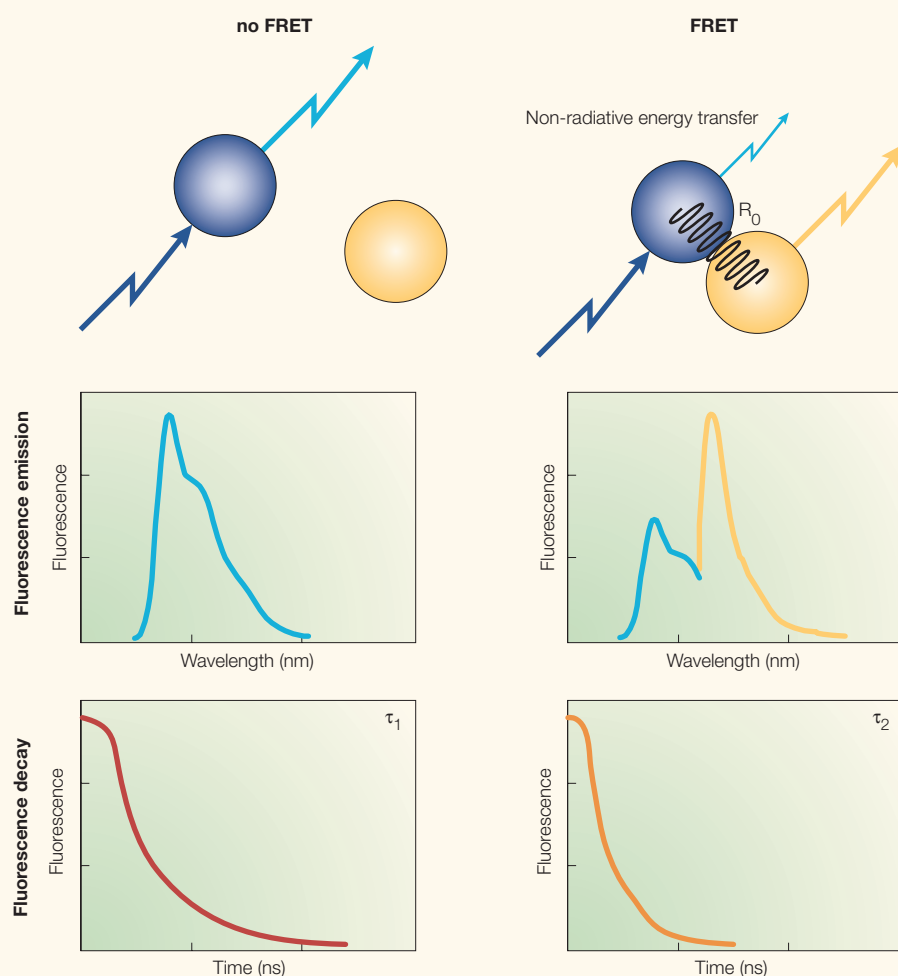 no FRET
FRET
Non-radiative energy transfer
R0
Fluorescence emission
Fluorescence
Wavelength (nm)
Fluorescence
Wavelength (nm)
Fluorescence decay
Fluorescence
τ1
Time (ns)
Fluorescence
τ2
Time (ns)